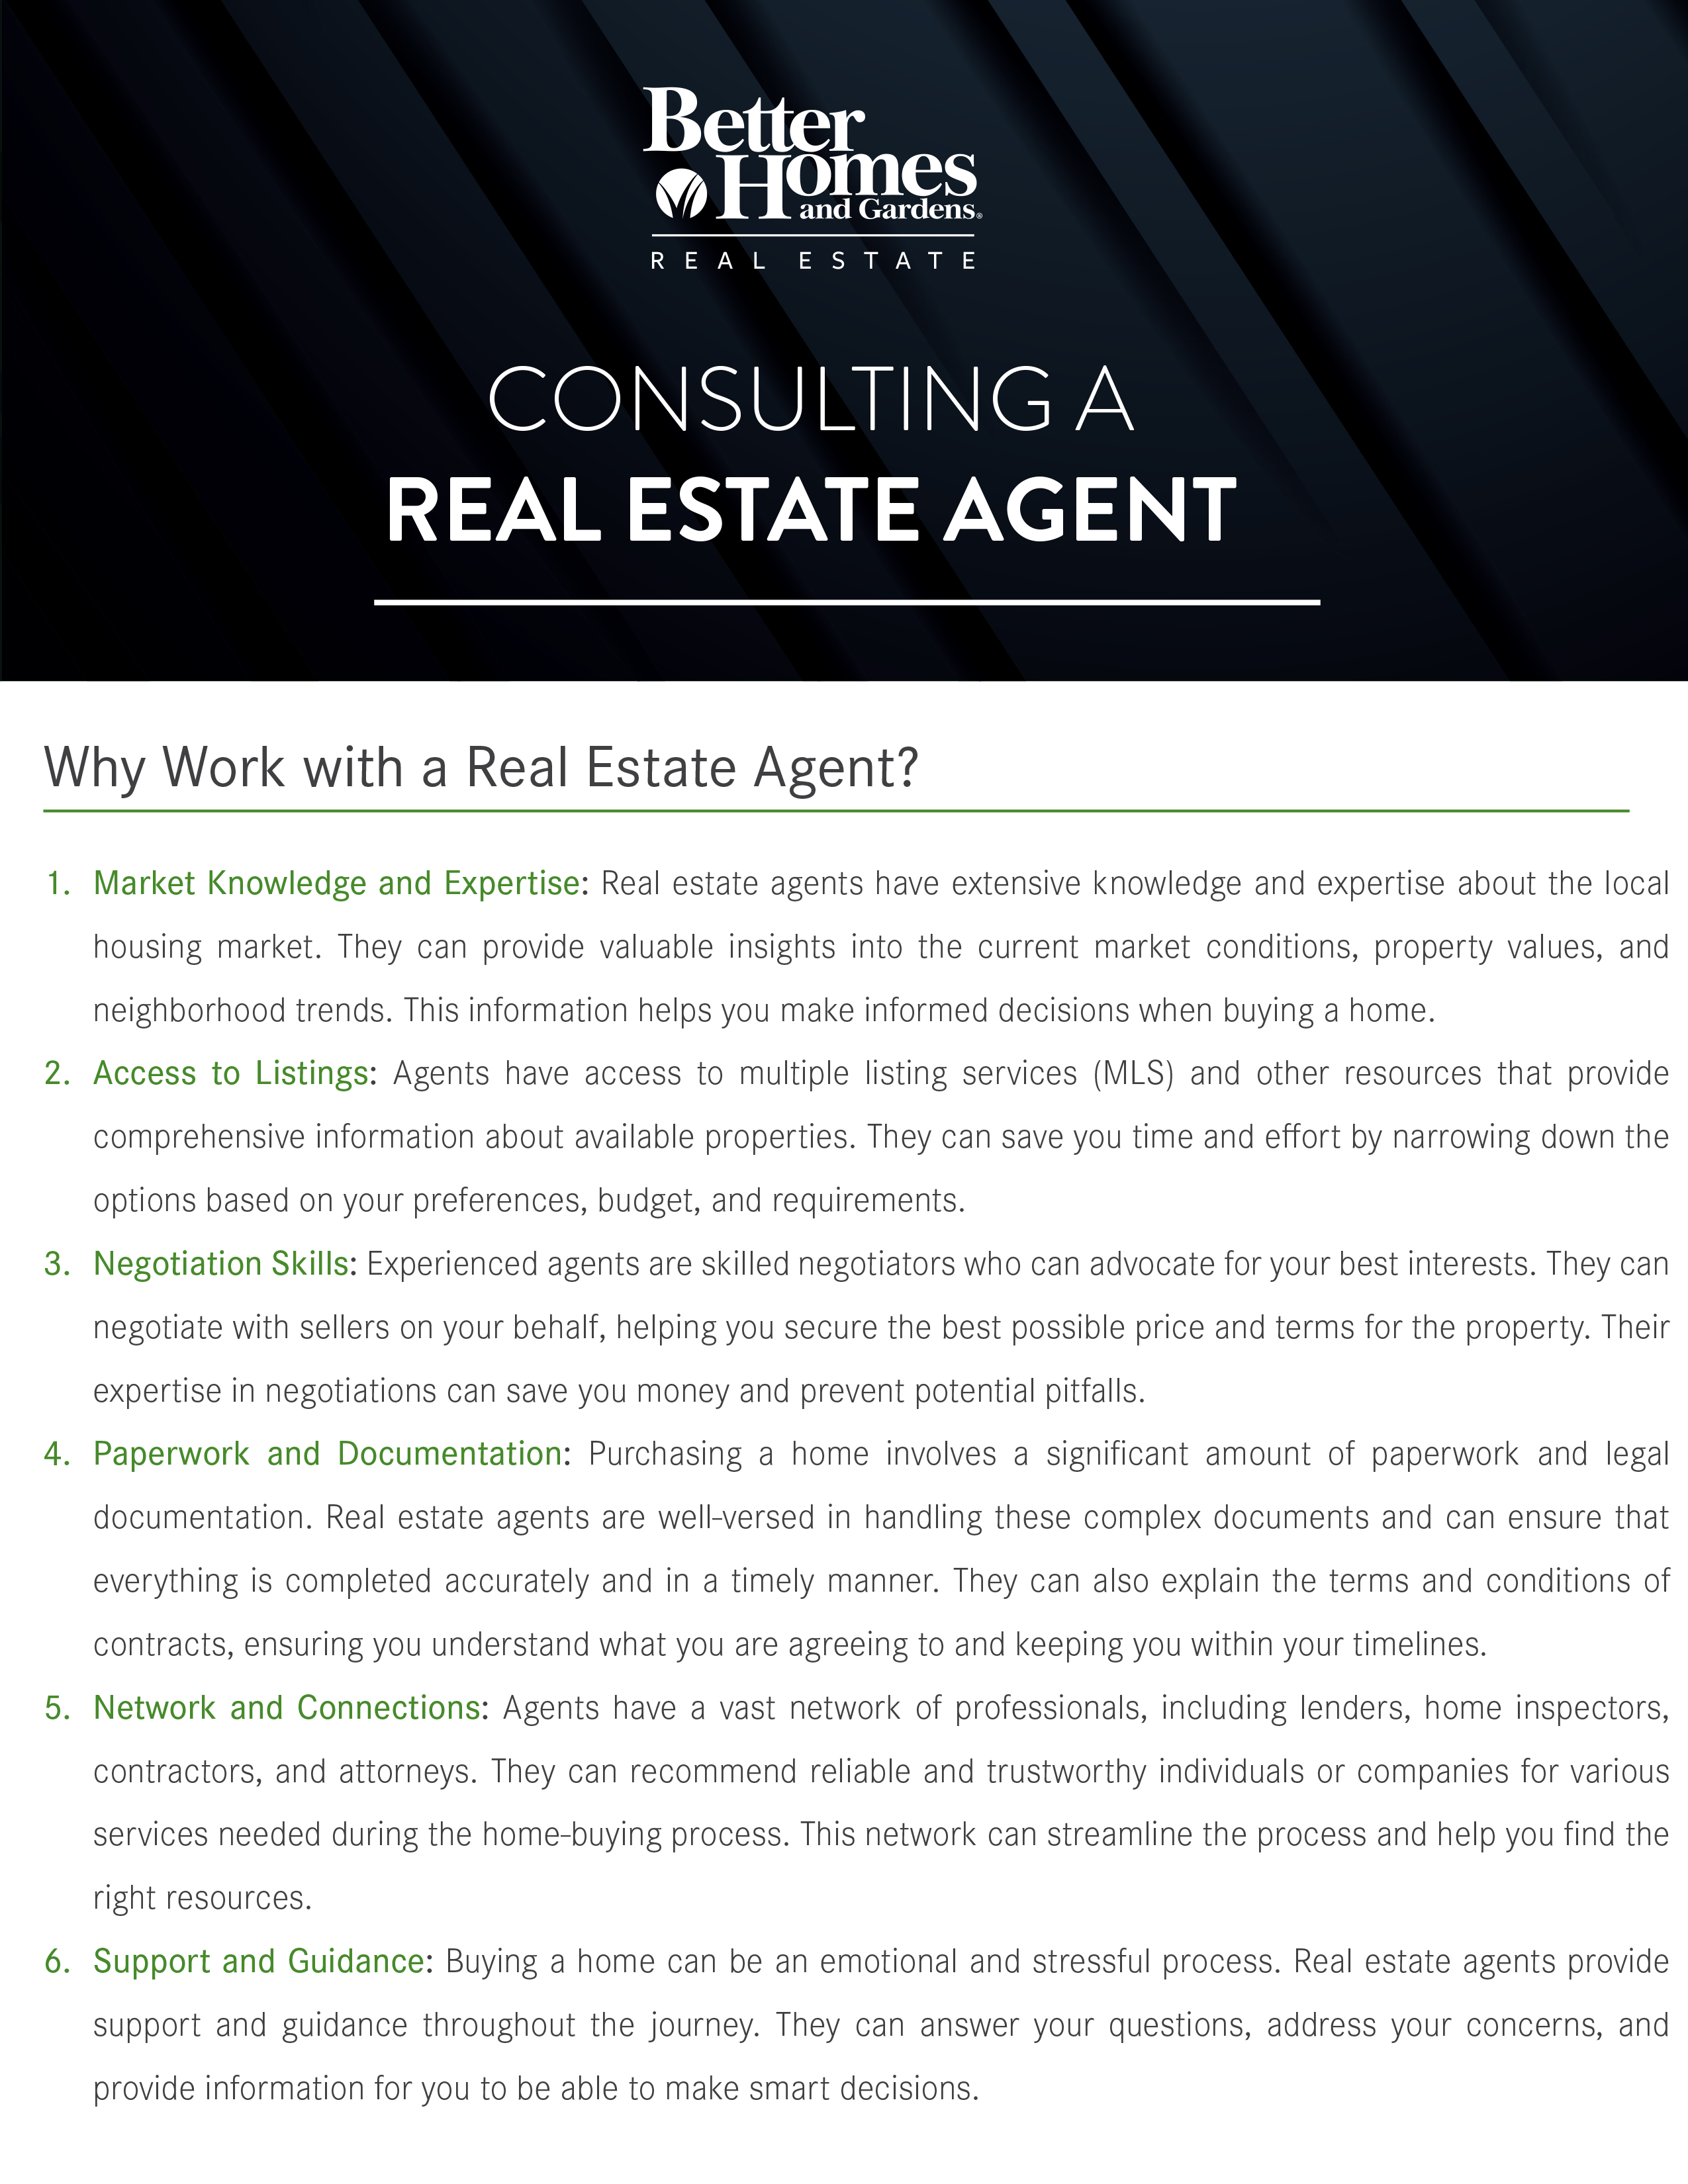 Better
Homes
and Gardens®
REAL ESTATE
CONSULTING A
REAL ESTATE AGENT
Why Work with a Real Estate Agent?
1. Market Knowledge and Expertise: Real estate agents have extensive knowledge and expertise about the local
housing market. They can provide valuable insights into the current market conditions, property values, and
neighborhood trends. This information helps you make informed decisions when buying a home.
2. Access to Listings: Agents have access to multiple listing services (MLS) and other resources that provide
comprehensive information about available properties. They can save you time and effort by narrowing down the
options based on your preferences, budget, and requirements.
3. Negotiation Skills: Experienced agents are skilled negotiators who can advocate for your best interests. They can
negotiate with sellers on your behalf, helping you secure the best possible price and terms for the property. Their
expertise in negotiations can save you money and prevent potential pitfalls.
4. Paperwork and Documentation: Purchasing a home involves a significant amount of paperwork and legal
documentation. Real estate agents are well-versed in handling these complex documents and can ensure that
everything is completed accurately and in a timely manner. They can also explain the terms and conditions of
contracts, ensuring you understand what you are agreeing to and keeping you within your timelines.
5. Network and Connections: Agents have a vast network of professionals, including lenders, home inspectors,
contractors, and attorneys. They can recommend reliable and trustworthy individuals or companies for various
services needed during the home-buying process. This network can streamline the process and help you find the
right resources.
6. Support and Guidance: Buying a home can be an emotional and stressful process. Real estate agents provide
support and guidance throughout the journey. They can answer your questions, address your concerns, and
provide information for you to be able to make smart decisions.